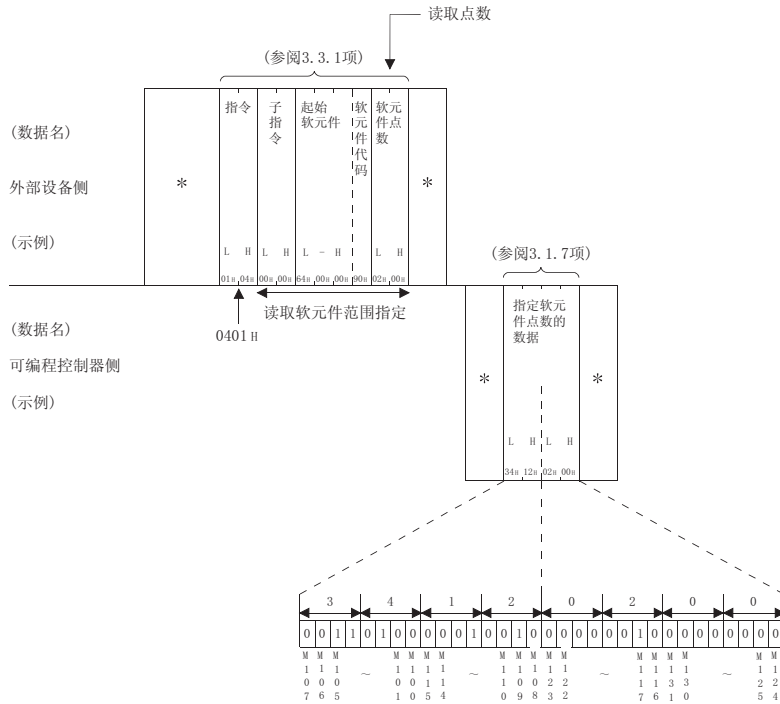 读取点数
(参阅3.3.1项)
指令 子指令 起始软元件 软元件代码 软元件点数
(数据名)
外部设备侧
* *
(示例)
L H L H L - H L H
01H 04H 00H 00H 64H 00H 00H 90H 02H 00H
读取软元件范围指定
0401H
(参阅3.1.7项)
(数据名)
指定软元件点数的数据
可编程控制器侧
* *
(示例)
L H L H
34H 12H 02H 00H
3 4 1 2 0 2 0 0
0 0 1 1 0 1 0 0 0 0 0 1 0 0 1 0 0 0 0 0 0 0 1 0 0 0 0 0 0 0 0 0
M107 M106 M105 ~ M101 M100 M115 M114 ~ M110 M109 M108 M123 M122 ~ M117 M116 M131 M130 ~ M125 M124